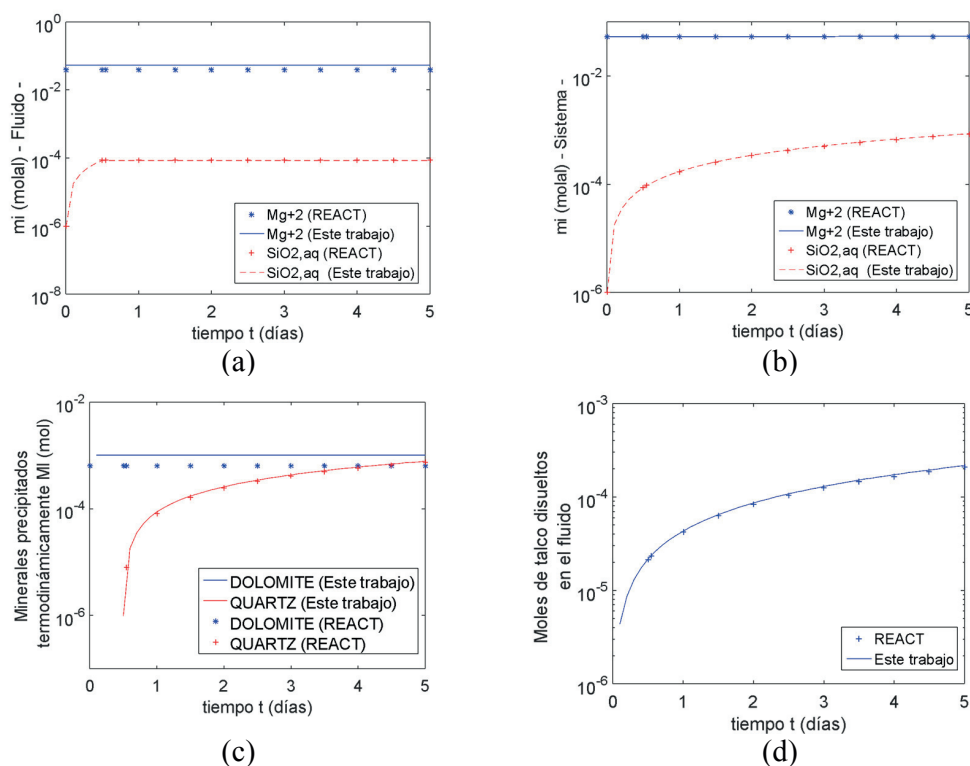 10^0
10^-2
10^-4
10^-6
10^-8
mi (molal) - Fluido -
Mg+2 (REACT)
Mg+2 (Este trabajo)
SiO2,aq (REACT)
SiO2,aq (Este trabajo)
0 1 2 3 4 5
tiempo t (días)
(a)
10^-2
10^-4
10^-6
mi (molal) - Sistema -
Mg+2 (REACT)
Mg+2 (Este trabajo)
SiO2,aq (REACT)
SiO2,aq (Este trabajo)
0 1 2 3 4 5
tiempo t (días)
(b)
10^-2
10^-4
10^-6
Minerales precipitados
termodinámicamente Ml (mol)
DOLOMITE (Este trabajo)
QUARTZ (Este trabajo)
DOLOMITE (REACT)
QUARTZ (REACT)
0 1 2 3 4 5
tiempo t (días)
(c)
10^-3
10^-4
10^-5
10^-6
Moles de talco disueltos
en el fluido
REACT
Este trabajo
0 1 2 3 4 5
tiempo t (días)
(d)